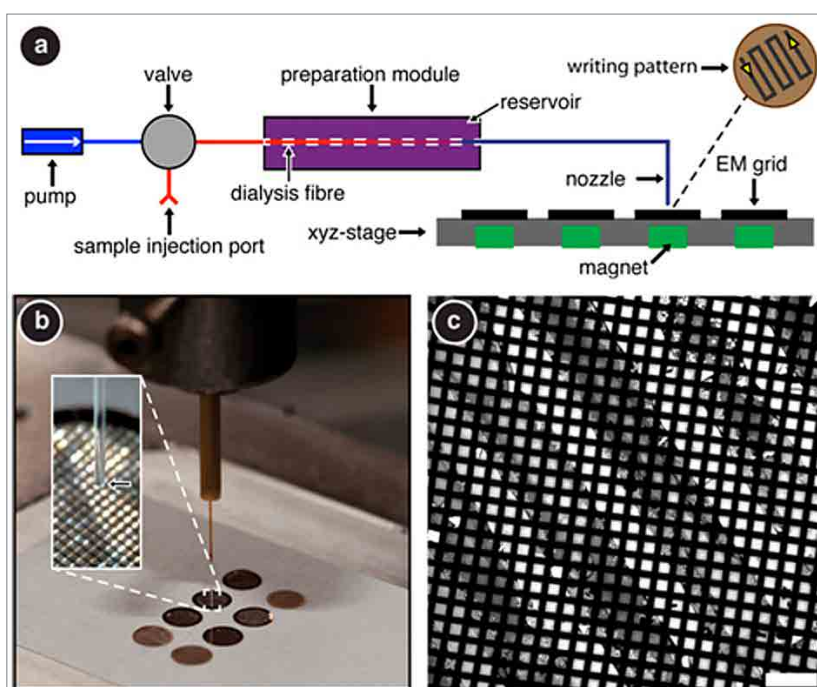 a
valve
preparation module
reservoir
writing pattern
pump
dialysis fibre
sample injection port
nozzle
EM grid
xyz-stage
magnet
b
c